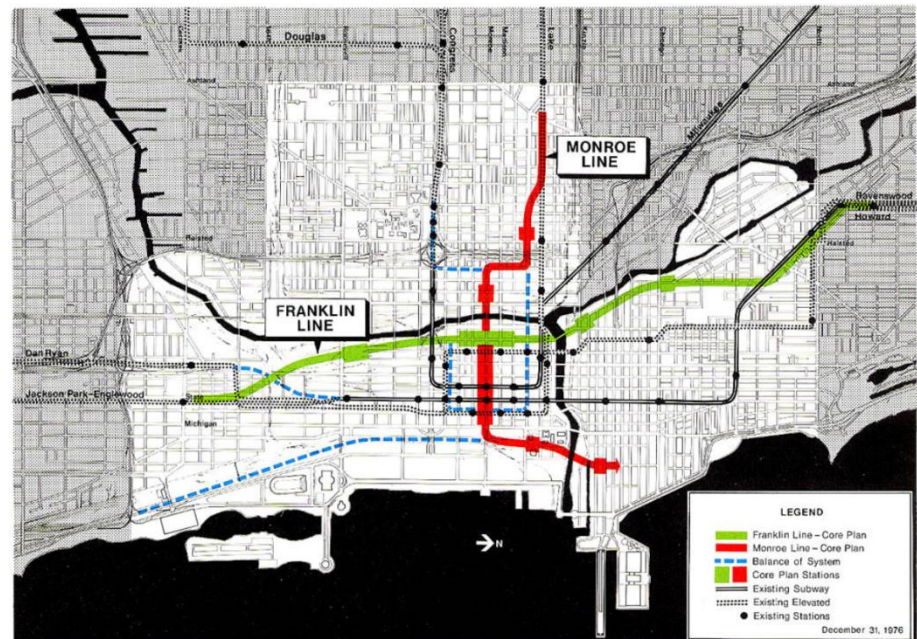 Douglas
Congress
Lake
Ashland
Ashland
Milwaukee
MONROE
LINE
Ravenswood
Howard
Halsted
Halsted
FRANKLIN
LINE
Dan Ryan
Jackson Park-Englewood
State
Michigan
N
LEGEND
Franklin Line – Core Plan
Monroe Line – Core Plan
Balance of System
Core Plan Stations
Existing Subway
Existing Elevated
Existing Stations
December 31, 1976